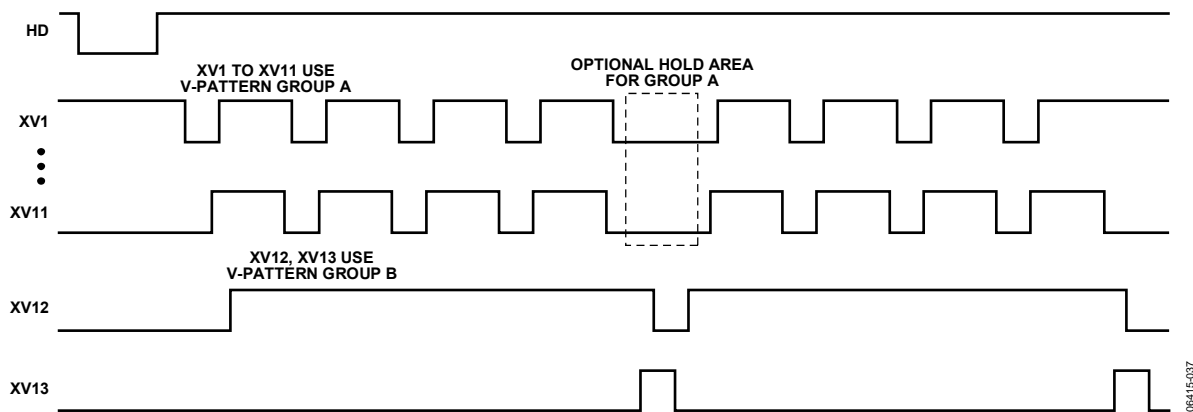 HD
XV1 TO XV11 USE
V-PATTERN GROUP A
OPTIONAL HOLD AREA
FOR GROUP A
XV1
XV11
XV12, XV13 USE
V-PATTERN GROUP B
XV12
XV13
06415-037